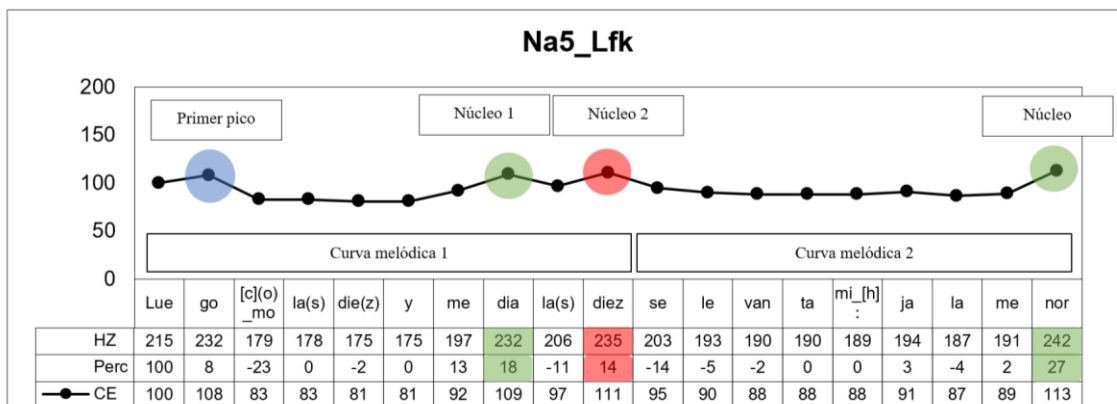 Na5_Lfk
200
150
100
50
0
Primer pico
Núcleo 1
Núcleo 2
Núcleo
Curva melódica 1
Curva melódica 2
Lue go [c](o)_mo la(s) die(z) y me dia la(s) diez se le van ta mi_[h]: ja la me nor
HZ 215 232 179 178 175 175 197 232 206 235 203 193 190 190 189 194 187 191 242
Perc 100 8 -23 0 -2 0 13 18 -11 14 -14 -5 -2 0 0 3 -4 2 27
CE 100 108 83 83 81 81 92 109 97 111 95 90 88 88 88 91 87 89 113